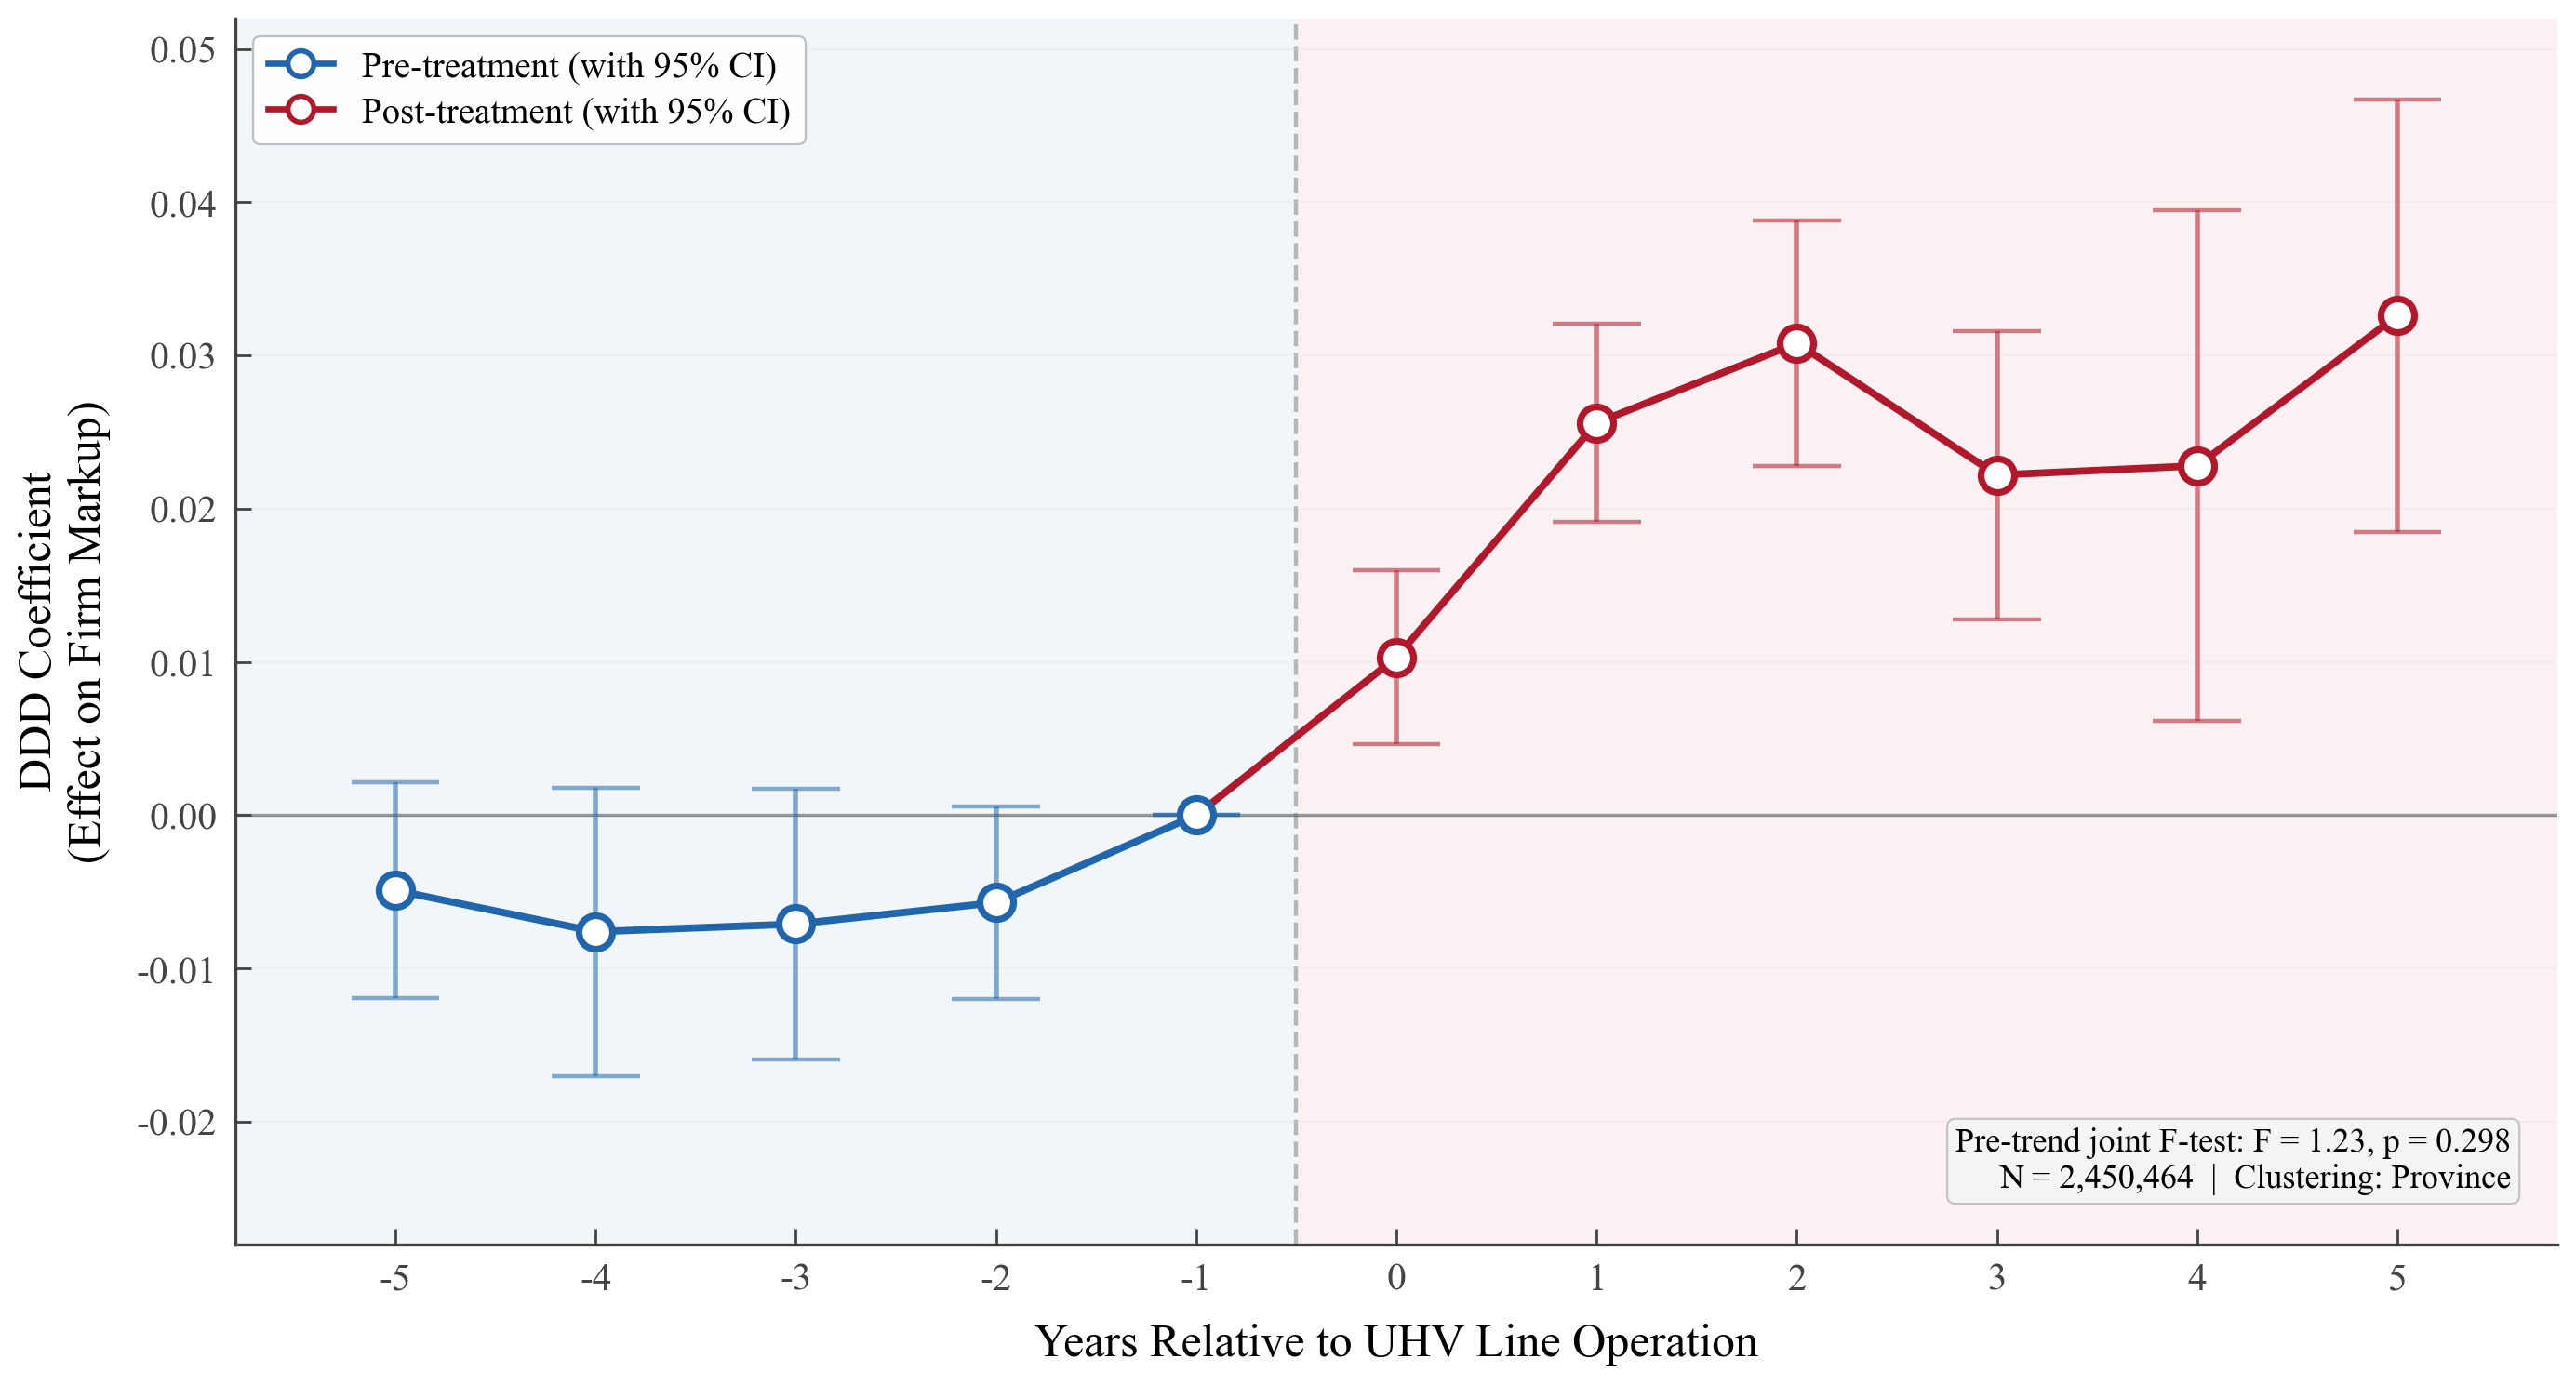 Pre-treatment (with 95% CI)
Post-treatment (with 95% CI)
DDD Coefficient
(Effect on Firm Markup)
0.05
0.04
0.03
0.02
0.01
0.00
-0.01
-0.02
Pre-trend joint F-test: F = 1.23, p = 0.298
N = 2,450,464 | Clustering: Province
-5 -4 -3 -2 -1 0 1 2 3 4 5
Years Relative to UHV Line Operation